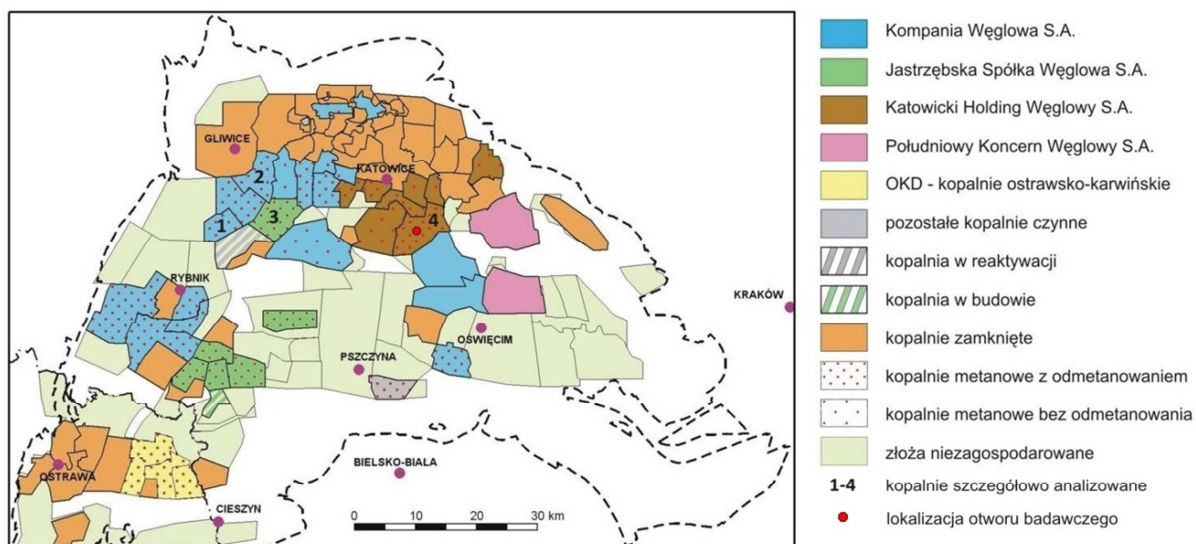 GLIWICE
KATOWICE
2
1
3
4
RYBNIK
KRAKÓW
OŚWIĘCIM
PSZCZYNA
OSTRAWA
BIELSKO-BIALA
CIESZYN
0 10 20 30 km
Kompania Węglowa S.A.
Jastrzębska Spółka Węglowa S.A.
Katowicki Holding Węglowy S.A.
Południowy Koncern Węglowy S.A.
OKD - kopalnie ostrawsko-karwińskie
pozostałe kopalnie czynne
kopalnia w reaktywacji
kopalnia w budowie
kopalnie zamknięte
kopalnie metanowe z odmetanowaniem
kopalnie metanowe bez odmetanowania
złoża niezagospodarowane
1-4 kopalnie szczegółowo analizowane
lokalizacja otworu badawczego